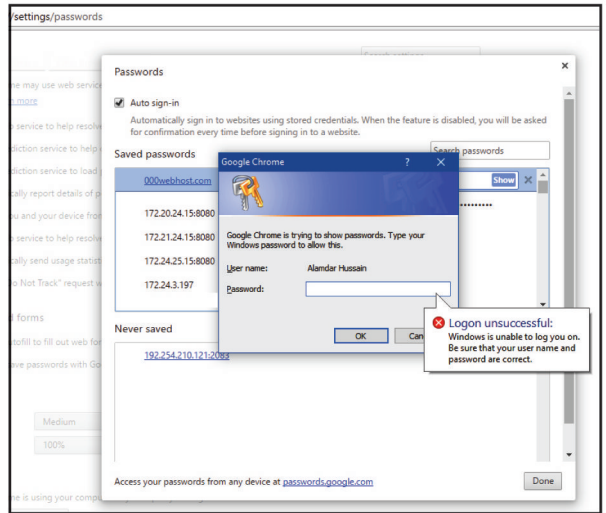 /settings/passwords
Passwords
×
me may use web service
more
Auto sign-in
Automatically sign in to websites using stored credentials. When the feature is disabled, you will be asked
for confirmation every time before signing in to a website.
service to help resolve
diction service to help
Saved passwords
Search passwords
diction service to load
cally report details of p
ou and your device from
service to help resolve
cally send usage statist
o Not Track" request w
000webhost.com
Show
172.20.24.15:8080
172.21.24.15:8080
172.24.25.15:8080
172.24.3.197
Google Chrome
? ×
Google Chrome is trying to show passwords. Type your
Windows password to allow this.
User name: Alamdar Hussain
Password:
OK
Can
Logon unsuccessful:
Windows is unable to log you on.
Be sure that your user name and
password are correct.
forms
Never saved
192.254.210.121:2083
utofill to fill out web for
ave passwords with Go
Medium
100%
Access your passwords from any device at passwords.google.com
Done
me is using your compu